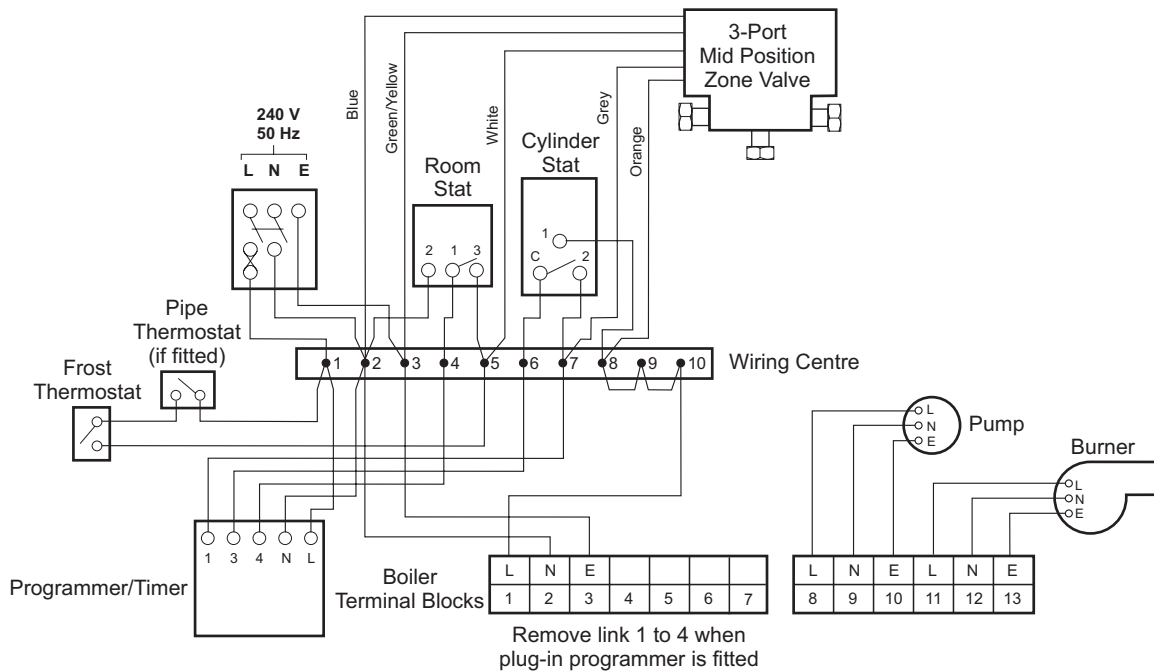 3-Port
Mid Position
Zone Valve
Blue
Green/Yellow
White
Grey
Orange
240 V
50 Hz
L N E
Room
Stat
2 1 3
Cylinder
Stat
1
C 2
Pipe
Thermostat
(if fitted)
Frost
Thermostat
1 2 3 4 5 6 7 8 9 10
Wiring Centre
L
N
E
Pump
Burner
L
N
E
1 3 4 N L
Programmer/Timer
Boiler
Terminal Blocks
L N E
1 2 3 4 5 6 7
L N E L N E
8 9 10 11 12 13
Remove link 1 to 4 when
plug-in programmer is fitted